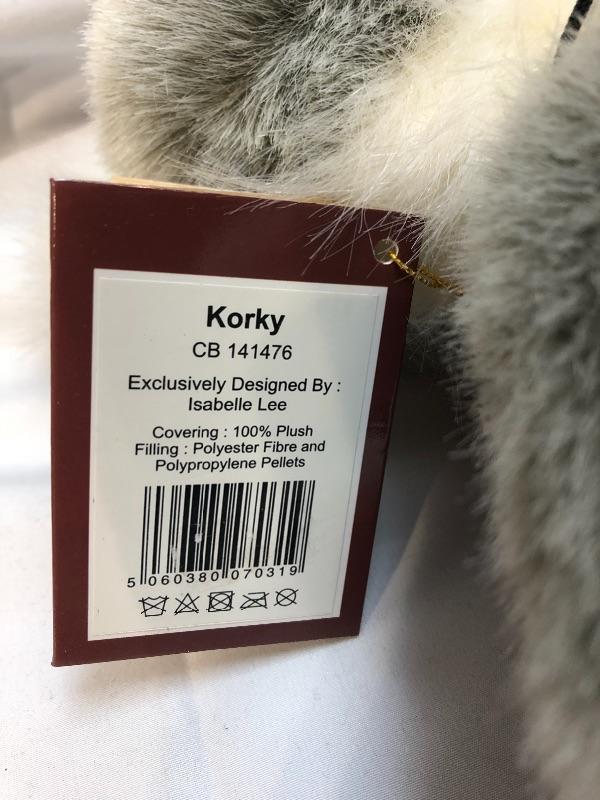 Korky
CB 141476
Exclusively Designed By :
Isabelle Lee
Covering : 100% Plush
Filling : Polyester Fibre and
Polypropylene Pellets
5 060380 070319